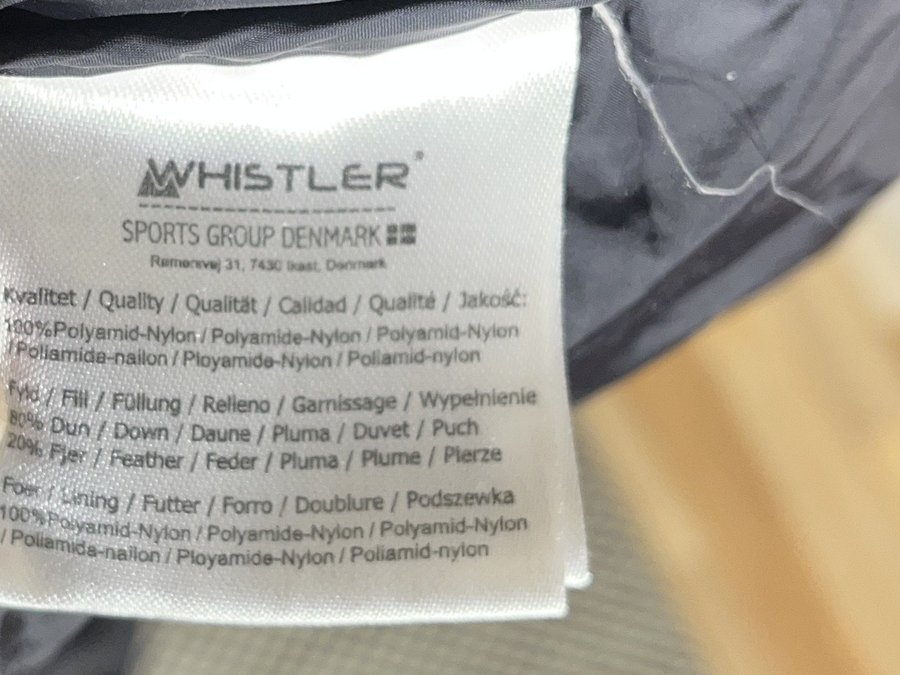 WHISTLER®
SPORTS GROUP DENMARK
Rømersvej 31, 7430 Ikast, Denmark
Kvalitet / Quality / Qualität / Calidad / Qualité / Jakość:
100%Polyamid-Nylon / Polyamide-Nylon / Polyamid-Nylon
/ Poliamida-nailon / Ployamide-Nylon / Poliamid-nylon
Fyld / Fill / Füllung / Relleno / Garnissage / Wypełnienie
80% Dun / Down / Daune / Pluma / Duvet / Puch
20% Fjer / Feather / Feder / Pluma / Plume / Pierze
Foer / Lining / Futter / Forro / Doublure / Podszewka
100%Polyamid-Nylon / Polyamide-Nylon / Polyamid-Nylon
/ Poliamida-nailon / Ployamide-Nylon / Poliamid-nylon